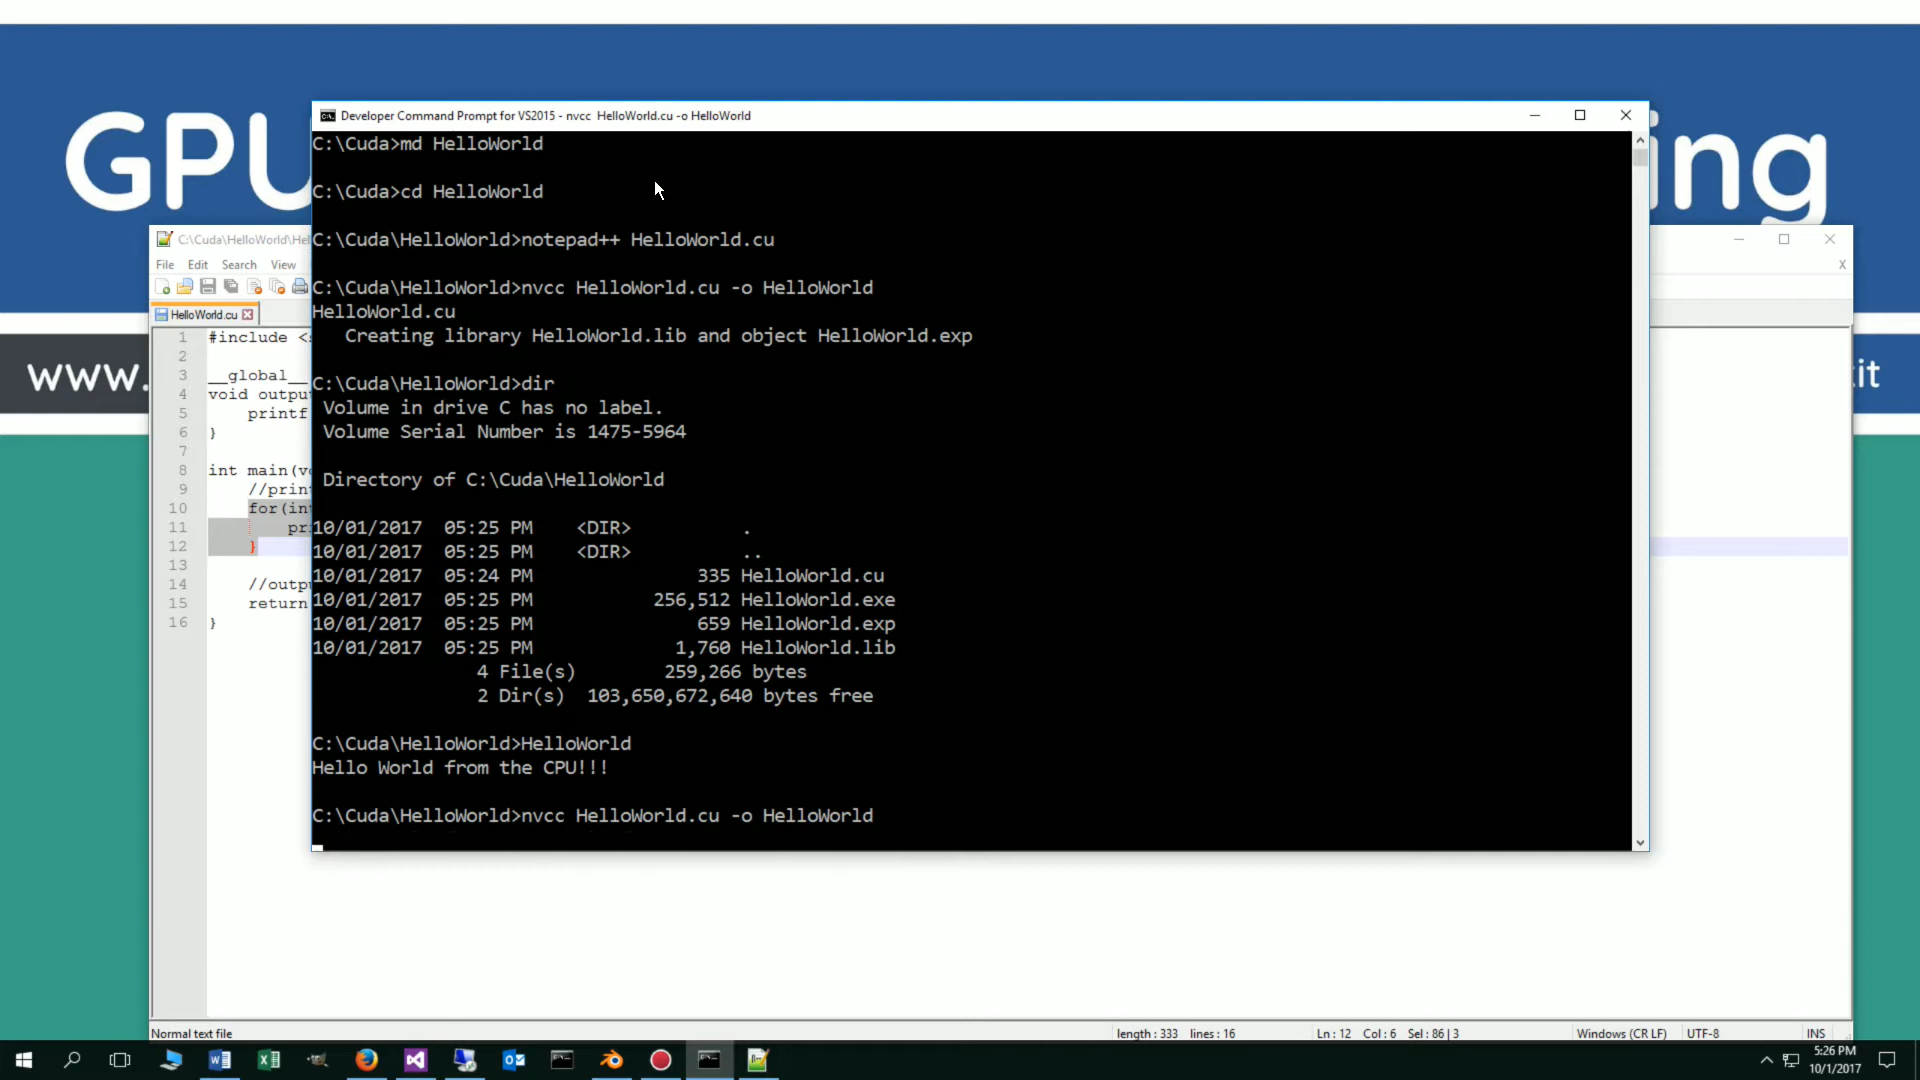 GPU
ing
www.
it
Developer Command Prompt for VS2015 - nvcc  HelloWorld.cu -o HelloWorld
C:\Cuda>md HelloWorld
C:\Cuda>cd HelloWorld
C:\Cuda\HelloWorld>notepad++ HelloWorld.cu
C:\Cuda\HelloWorld>nvcc HelloWorld.cu -o HelloWorld
HelloWorld.cu
   Creating library HelloWorld.lib and object HelloWorld.exp
C:\Cuda\HelloWorld>dir
 Volume in drive C has no label.
 Volume Serial Number is 1475-5964
 Directory of C:\Cuda\HelloWorld
10/01/2017  05:25 PM    <DIR>          .
10/01/2017  05:25 PM    <DIR>          ..
10/01/2017  05:24 PM               335 HelloWorld.cu
10/01/2017  05:25 PM           256,512 HelloWorld.exe
10/01/2017  05:25 PM               659 HelloWorld.exp
10/01/2017  05:25 PM             1,760 HelloWorld.lib
               4 File(s)        259,266 bytes
               2 Dir(s)  103,650,672,640 bytes free
C:\Cuda\HelloWorld>HelloWorld
Hello World from the CPU!!!
C:\Cuda\HelloWorld>nvcc HelloWorld.cu -o HelloWorld
C:\Cuda\HelloWorld\Hel
File Edit Search View
X
HelloWorld.cu
1 #include <
2
3 __global__
4 void outpu
5 printf
6 }
7
8 int main(v
9 //prin
10 for(in
11 pr
12 }
13
14 //outp
15 return
16 }
Normal text file length : 333 lines : 16 Ln : 12 Col : 6 Sel : 86 | 3 Windows (CR LF) UTF-8 INS
5:26 PM
10/1/2017